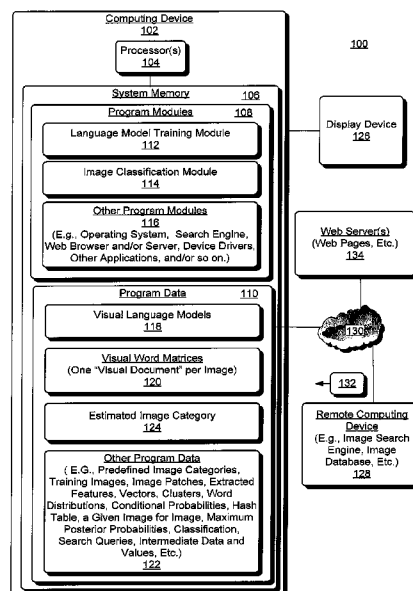 Computing Device
102
100
Processor(s)
104
System Memory 106
Program Modules
108
Language Model Training Module
112
Image Classification Module
114
Other Program Modules
116
(E.g., Operating System, Search Engine,
Web Browser and/or Server, Device Drivers,
Other Applications, and/or so on.)
Program Data 110
Visual Language Models
118
Visual Word Matrices
(One "Visual Document" per Image)
120
Estimated Image Category
124
Other Program Data
( E.G., Predefined Image Categories,
Training Images, Image Patches, Extracted
Features, Vectors, Clusters, Word
Distributions, Conditional Probabilities, Hash
Table, a Given Image for Image, Maximum
Posterior Probabilities, Classification,
Search Queries, Intermediate Data and
Values, Etc.)
122
Display Device
126
Web Server(s)
(Web Pages, Etc.)
134
130
132
Remote Computing
Device
(E.g., Image Search
Engine, Image
Database, Etc.)
128